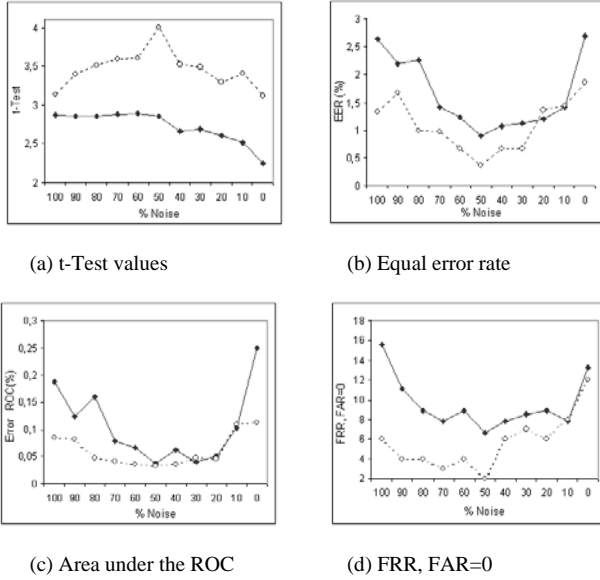 4
3,5
3
2,5
2
t-Test
100 90 80 70 60 50 40 30 20 10 0
% Noise
(a) t-Test values
3
2,5
2
1,5
1
0,5
0
EER (%)
100 90 80 70 60 50 40 30 20 10 0
% Noise
(b) Equal error rate
0,3
0,25
0,2
0,15
0,1
0,05
0
Error ROC(%)
100 90 80 70 60 50 40 30 20 10 0
% Noise
(c) Area under the ROC
18
16
14
12
10
8
6
4
2
FRR, FAR=0
100 90 80 70 60 50 40 30 20 10 0
% Noise
(d) FRR, FAR=0